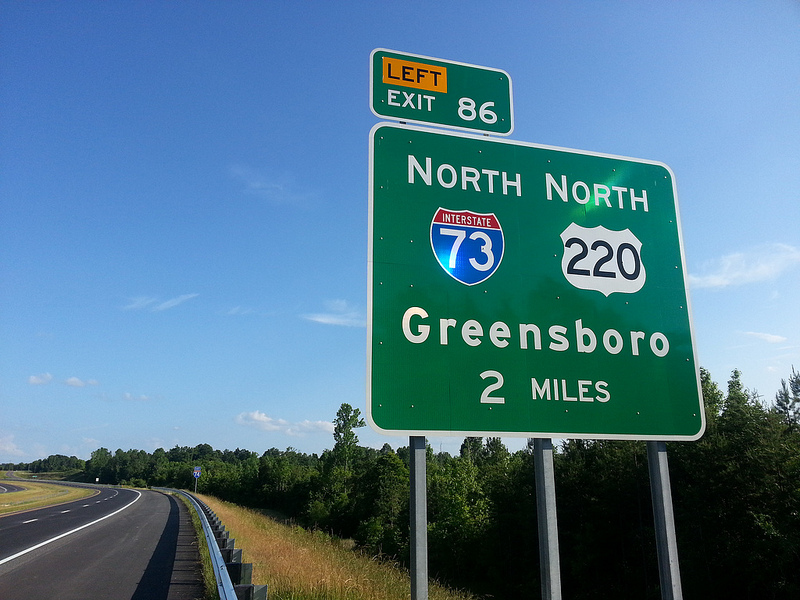 LEFT
EXIT 86
NORTH NORTH
INTERSTATE
73 220
Greensboro
2 MILES